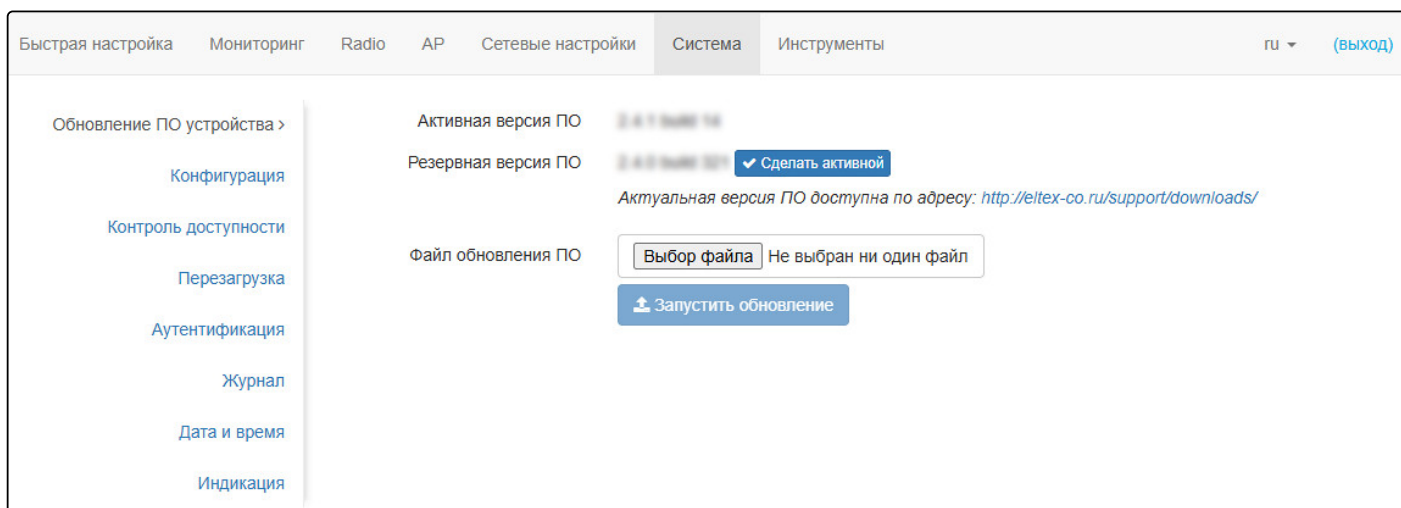 Быстрая настройка Мониторинг Radio AP Сетевые настройки Система Инструменты ru (выход)
Обновление ПО устройства >
Конфигурация
Контроль доступности
Перезагрузка
Аутентификация
Журнал
Дата и время
Индикация
Активная версия ПО
Резервная версия ПО Сделать активной
Актуальная версия ПО доступна по адресу: http://eltex-co.ru/support/downloads/
Файл обновления ПО Выбор файла Не выбран ни один файл
Запустить обновление